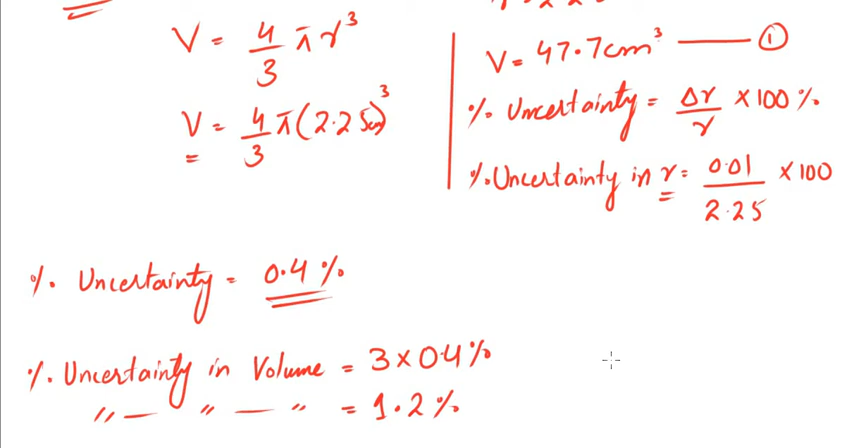 V = 4/3 πr³
V = 4/3 π(2.25cm)³
V = 47.7cm³ —— ①
% Uncertainty = Δr/r × 100 %
% Uncertainty in r = 0.01/2.25 × 100
% Uncertainty = 0.4 %
% Uncertainty in Volume = 3 × 0.4 %
" — " — " = 1.2 %